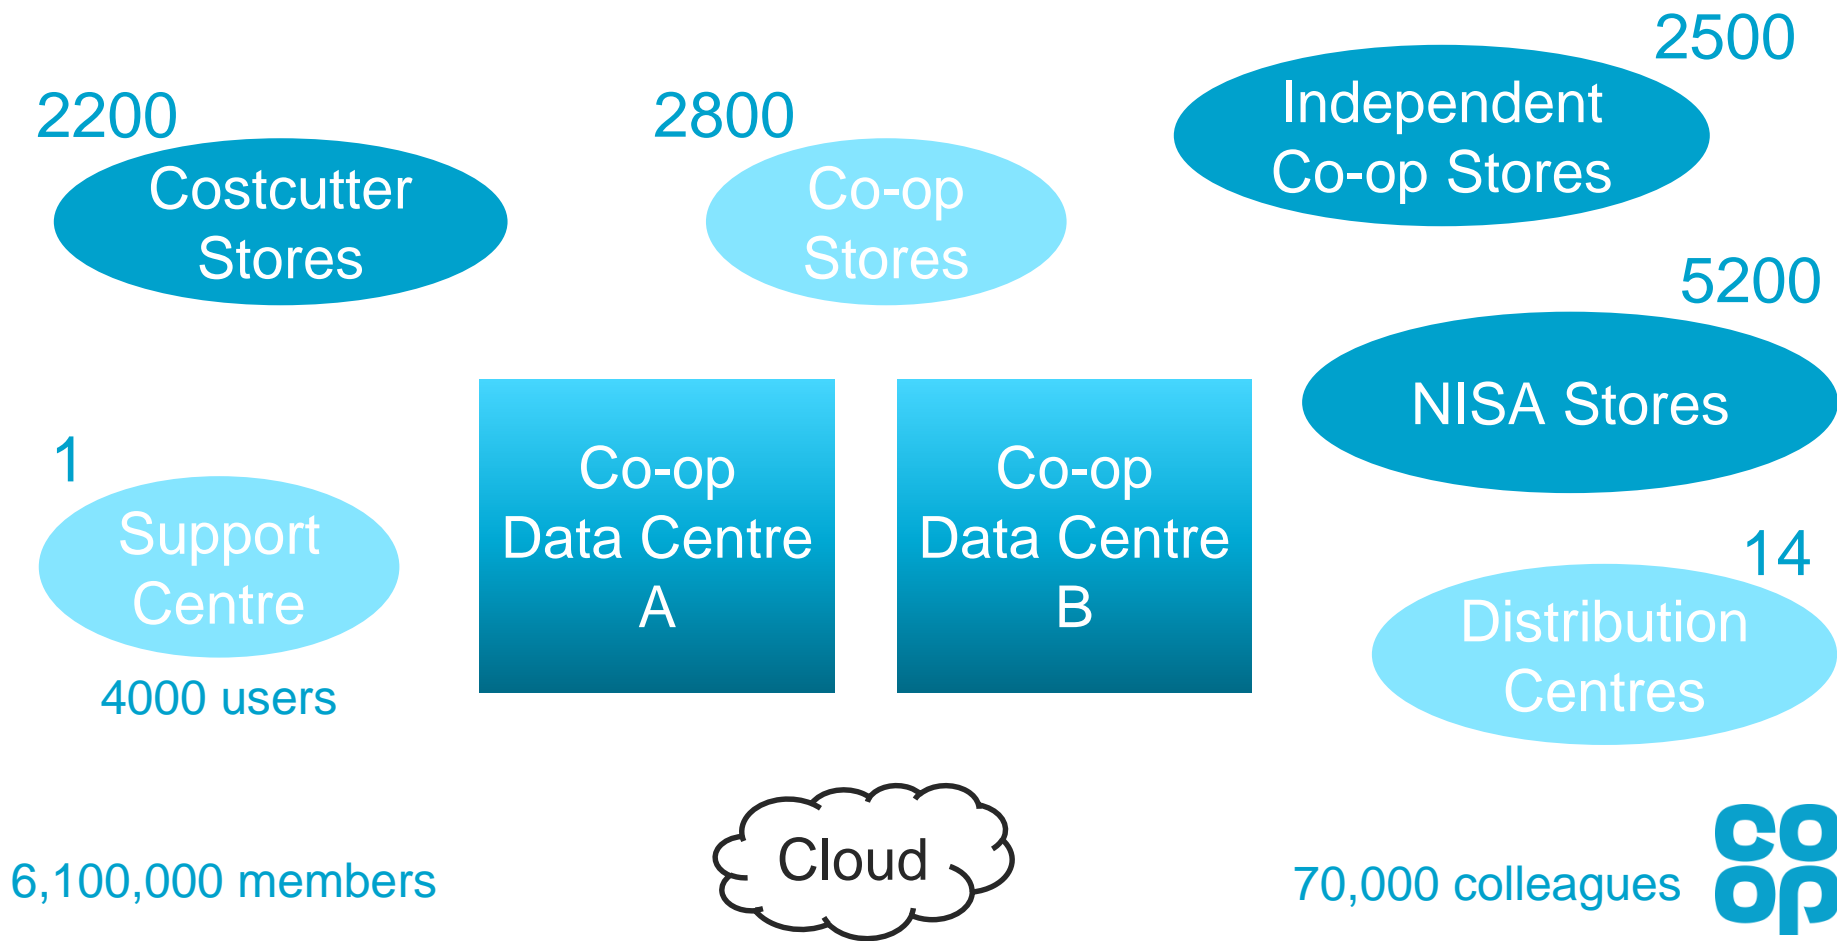 2500
Independent
Co-op Stores
2200
Costcutter
Stores
2800
Co-op
Stores
5200
NISA Stores
1
Support
Centre
4000 users
Co-op
Data Centre
A
Co-op
Data Centre
B
14
Distribution
Centres
Cloud
6,100,000 members
70,000 colleagues
co
op